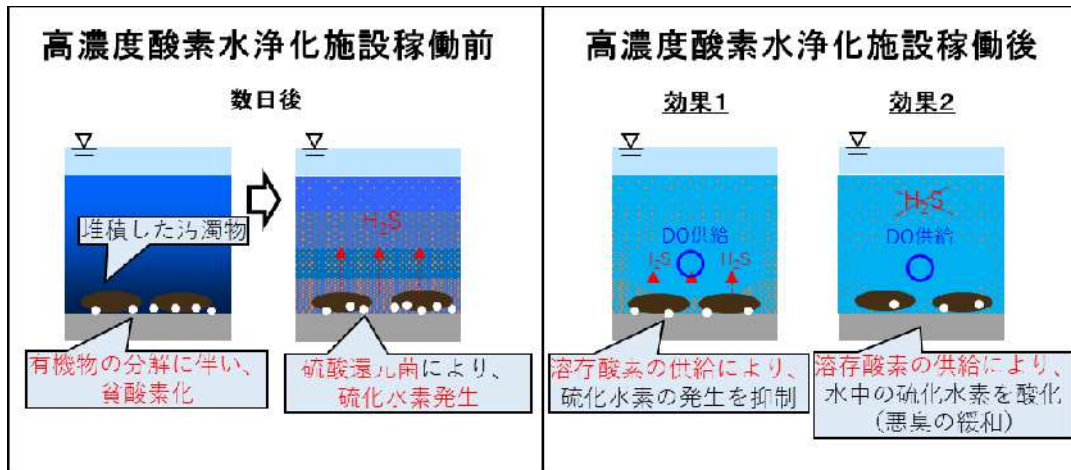 高濃度酸素水浄化施設稼働前
数日後
堆積した汚濁物
H₂S
有機物の分解に伴い、
貧酸素化
硫酸還元菌により、
硫化水素発生
高濃度酸素水浄化施設稼働後
効果1
DO供給
H₂S
H₂S
溶存酸素の供給により、
硫化水素の発生を抑制
効果2
H₂S
DO供給
溶存酸素の供給により、
水中の硫化水素を酸化
(悪臭の緩和)